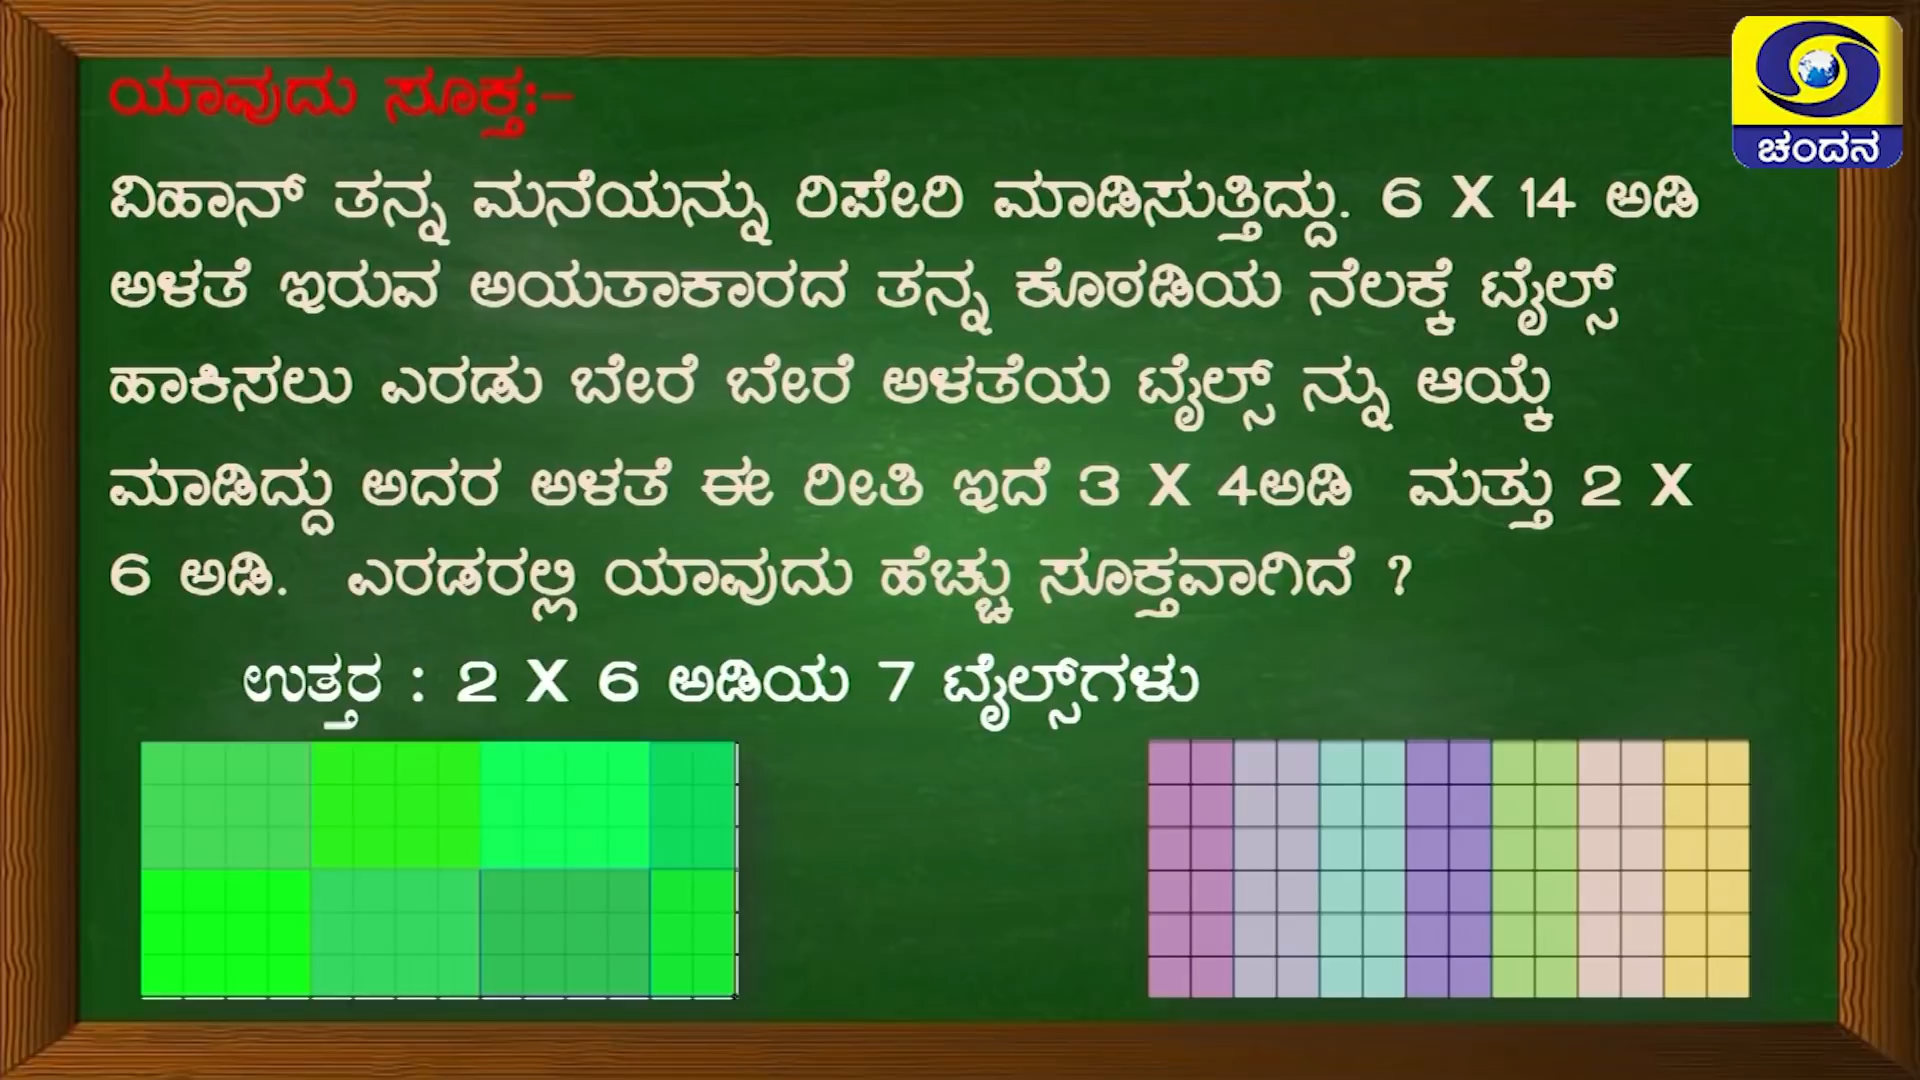 ಯಾವುದು ಸೂಕ್ತ:-
ವಿಹಾನ್ ತನ್ನ ಮನೆಯನ್ನು ರಿಪೇರಿ ಮಾಡಿಸುತ್ತಿದ್ದು. 6 X 14 ಅಡಿ
ಅಳತೆ ಇರುವ ಅಯತಾಕಾರದ ತನ್ನ ಕೊಠಡಿಯ ನೆಲಕ್ಕೆ ಟೈಲ್ಸ್
ಹಾಕಿಸಲು ಎರಡು ಬೇರೆ ಬೇರೆ ಅಳತೆಯ ಟೈಲ್ಸ್ ನ್ನು ಆಯ್ಕೆ
ಮಾಡಿದ್ದು ಅದರ ಅಳತೆ ಈ ರೀತಿ ಇದೆ 3 X 4ಅಡಿ ಮತ್ತು 2 X
6 ಅಡಿ. ಎರಡರಲ್ಲಿ ಯಾವುದು ಹೆಚ್ಚು ಸೂಕ್ತವಾಗಿದೆ ?
ಉತ್ತರ : 2 X 6 ಅಡಿಯ 7 ಟೈಲ್ಸ್‌ಗಳು
ಚಂದನ